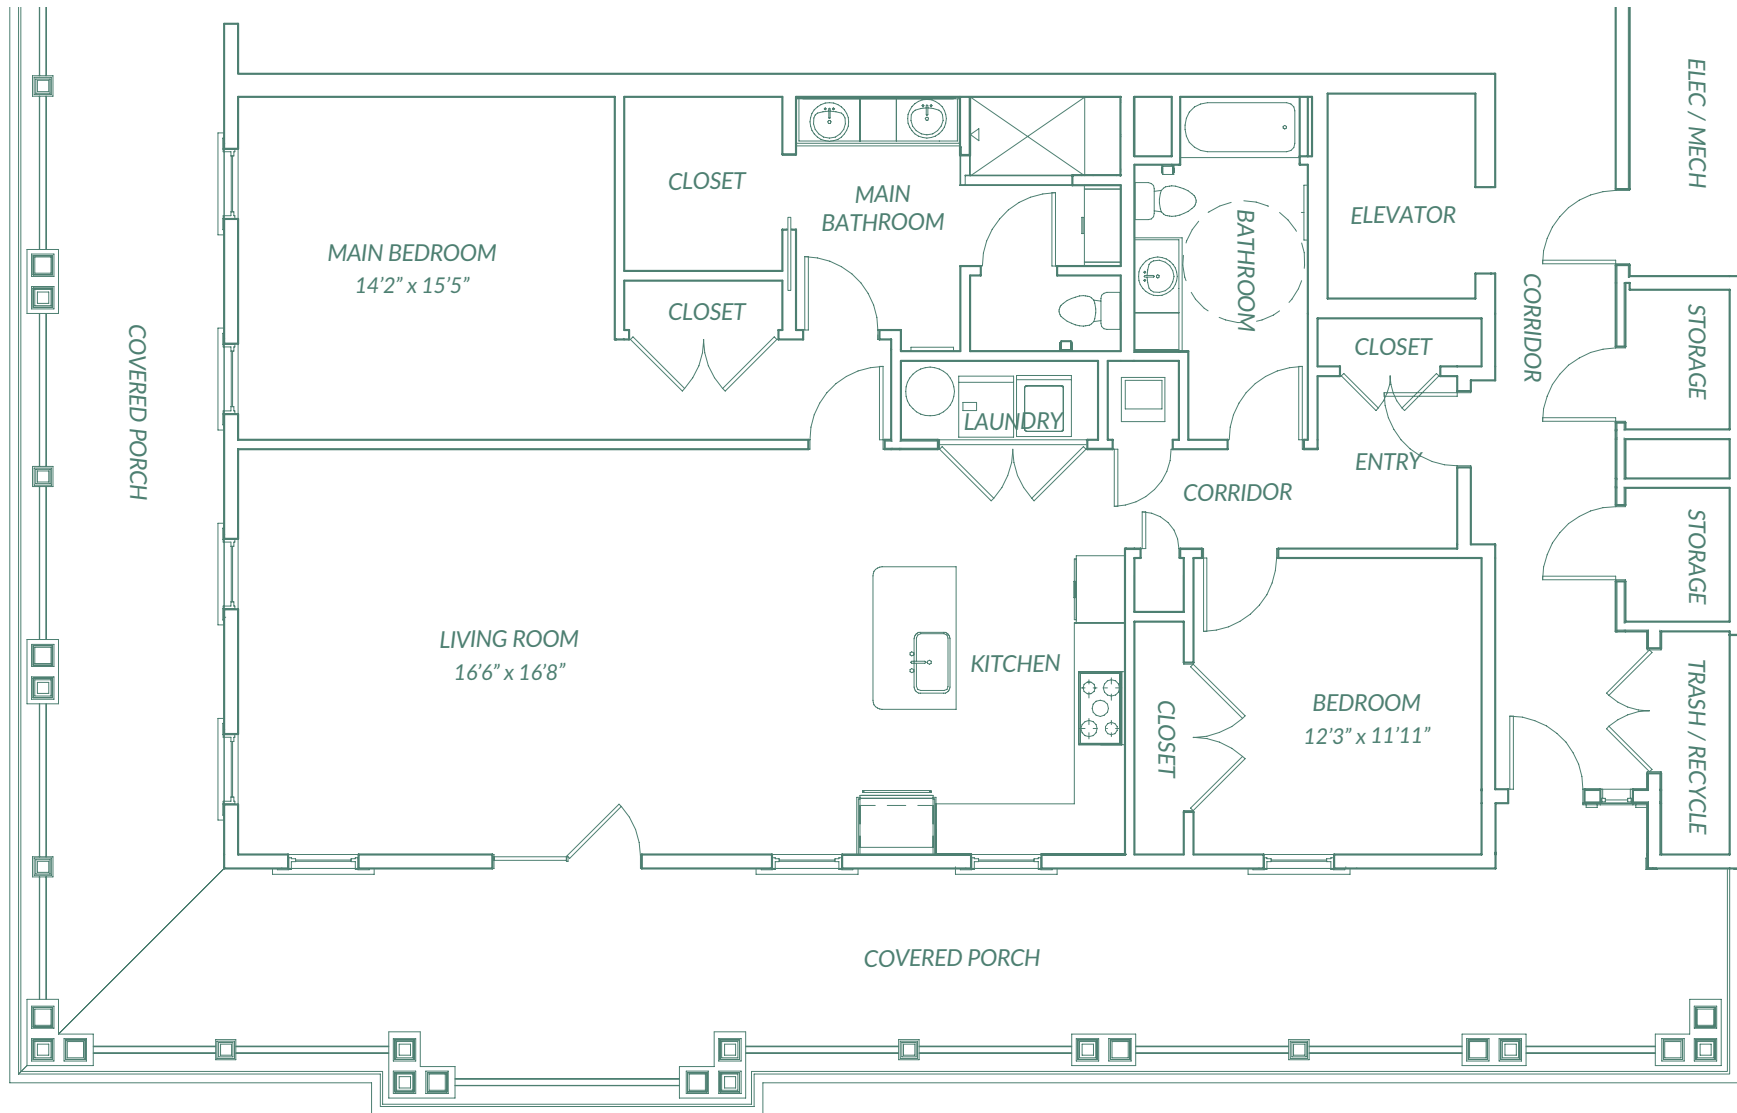 ELEC / MECH
CLOSET
MAIN
BATHROOM
BATHROOM
ELEVATOR
MAIN BEDROOM
14’2” x 15’5”
CLOSET
CORRIDOR
STORAGE
CLOSET
COVERED PORCH
LAUNDRY
ENTRY
CORRIDOR
STORAGE
LIVING ROOM
16’6” x 16’8”
KITCHEN
CLOSET
BEDROOM
12’3” x 11’11”
TRASH / RECYCLE
COVERED PORCH